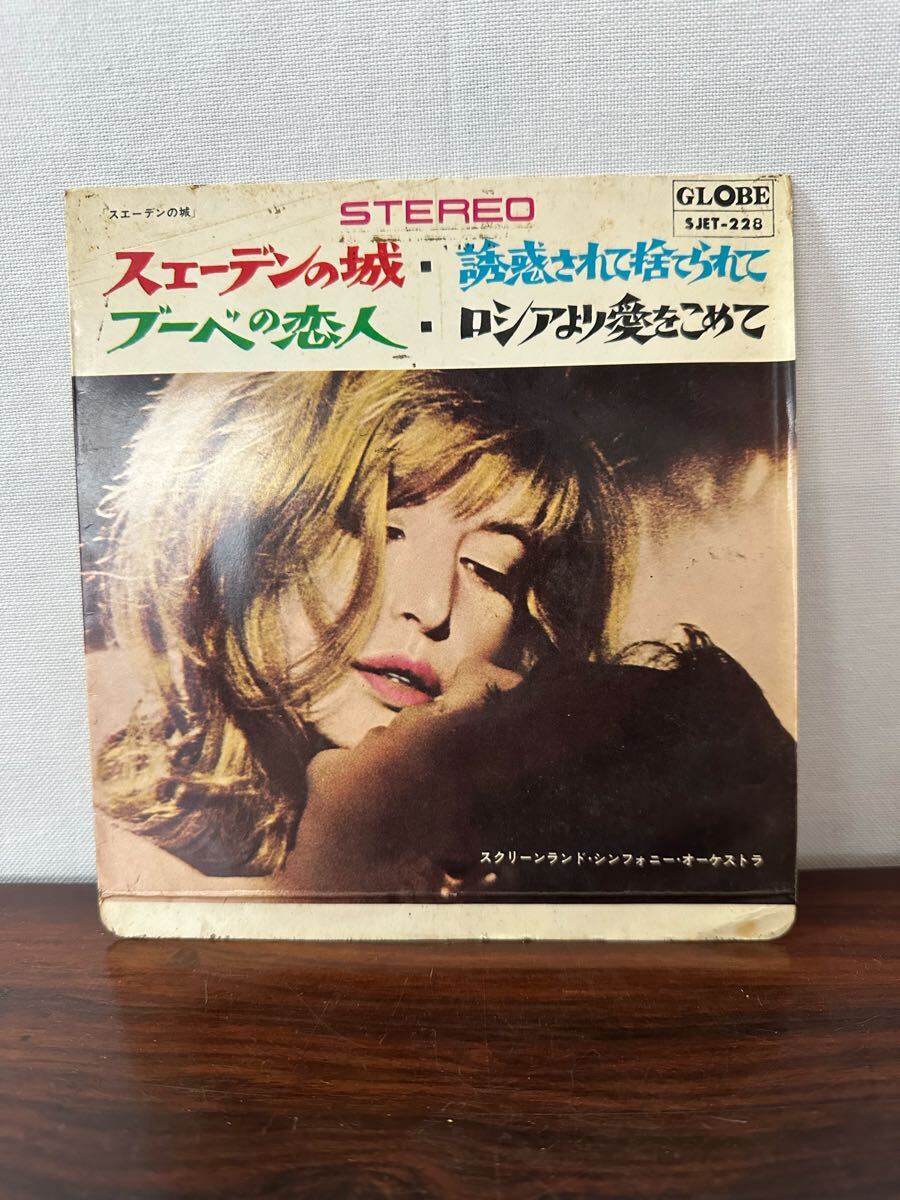 「スエーデンの城」
STEREO
GLOBE
SJET-228
スェーデンの城・誘惑されて捨てられて
ブーベの恋人・ロシアより愛をこめて
スクリーンランド・シンフォニー・オーケストラ